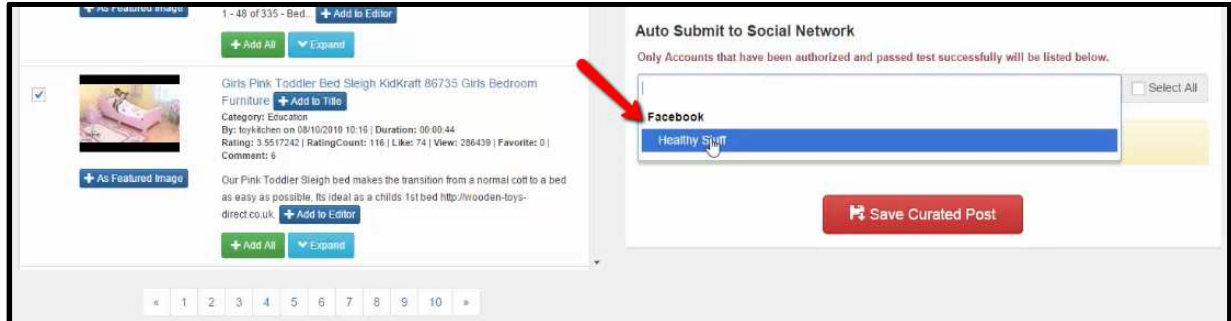 + As Featured Image
1 - 48 of 335 - Bed... + Add to Editor
+ Add All Expand
Girls Pink Toddler Bed Sleigh KidKraft 86735 Girls Bedroom
Furniture + Add to Title
Category: Education
By: toykitchen on 08/10/2010 10:16 | Duration: 00:00:44
Rating: 3.5517242 | RatingCount: 116 | Like: 74 | View: 286439 | Favorite: 0 |
Comment: 6
+ As Featured Image
Our Pink Toddler Sleigh bed makes the transition from a normal cott to a bed
as easy as possible. Its ideal as a childs 1st bed http://wooden-toys-
direct.co.uk. + Add to Editor
+ Add All Expand
« 1 2 3 4 5 6 7 8 9 10 »
Auto Submit to Social Network
Only Accounts that have been authorized and passed test successfully will be listed below.
Select All
Facebook
Healthy Stuff
Save Curated Post